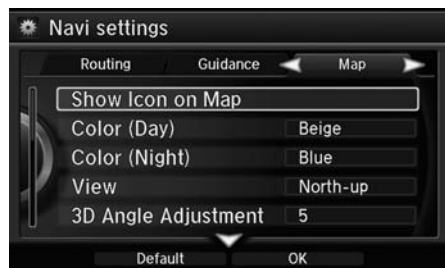 Navi settings
Routing Guidance Map
Show Icon on Map
Color (Day) Beige
Color (Night) Blue
View North-up
3D Angle Adjustment 5
Default OK